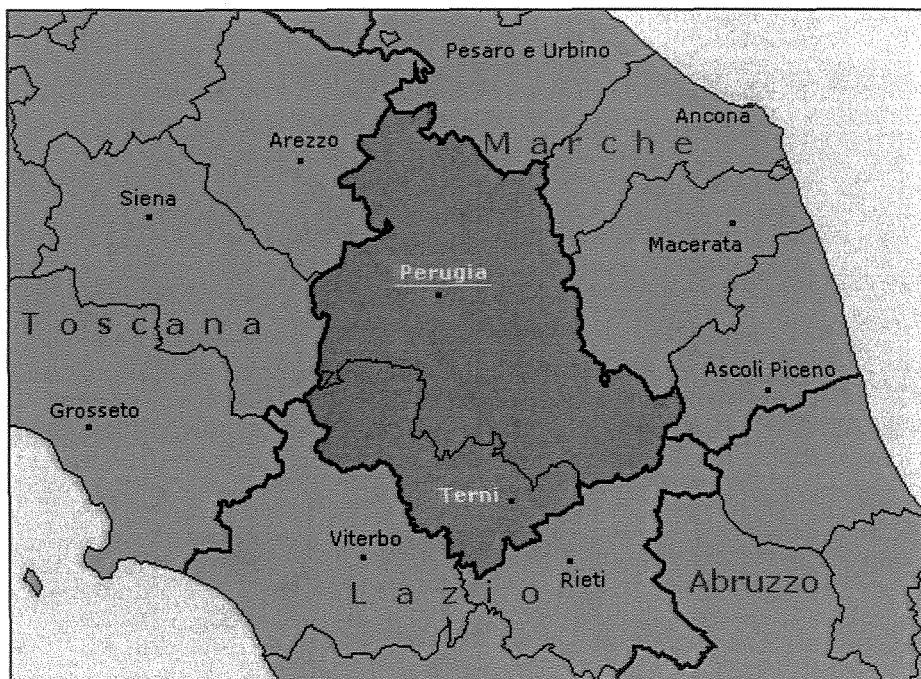 Pesaro e Urbino
Ancona
Arezzo
Marche
Siena
Macerata
Perugia
Toscana
Ascoli Piceno
Grosseto
Terni
Viterbo
Rieti
Abruzzo
Lazio